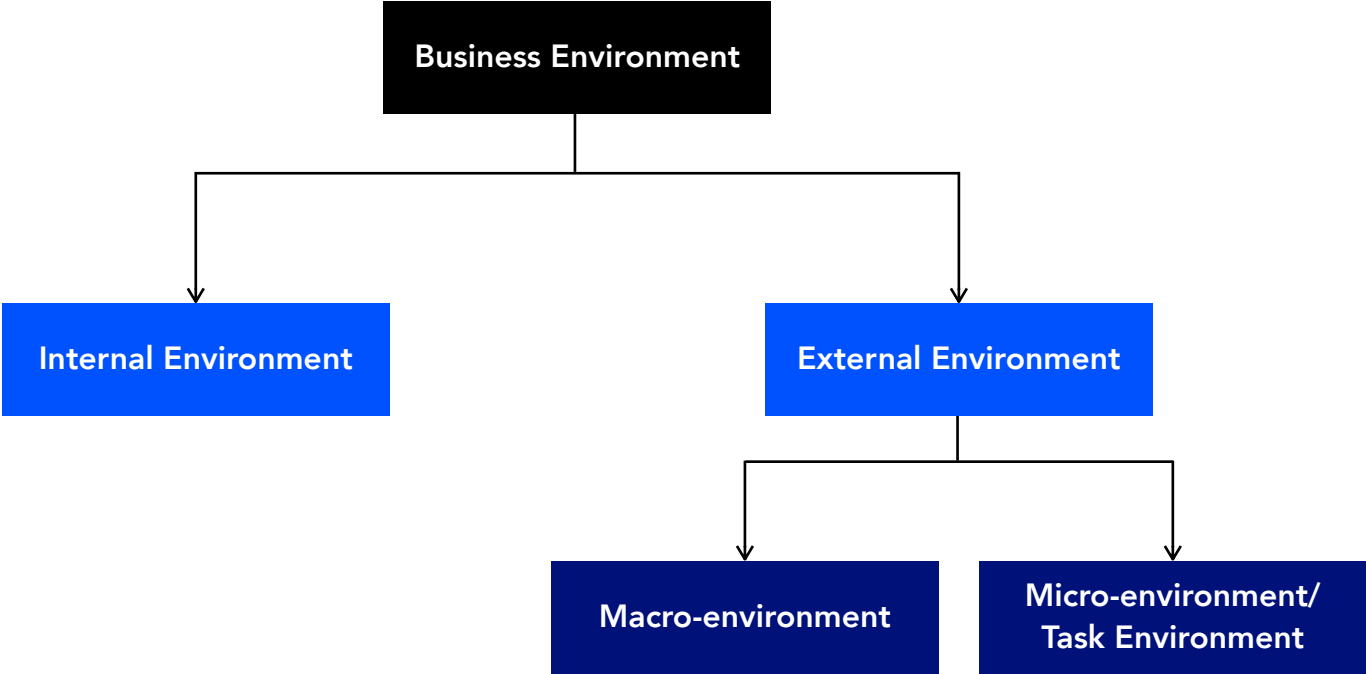 Business Environment
Internal Environment
External Environment
Macro-environment
Micro-environment/
Task Environment